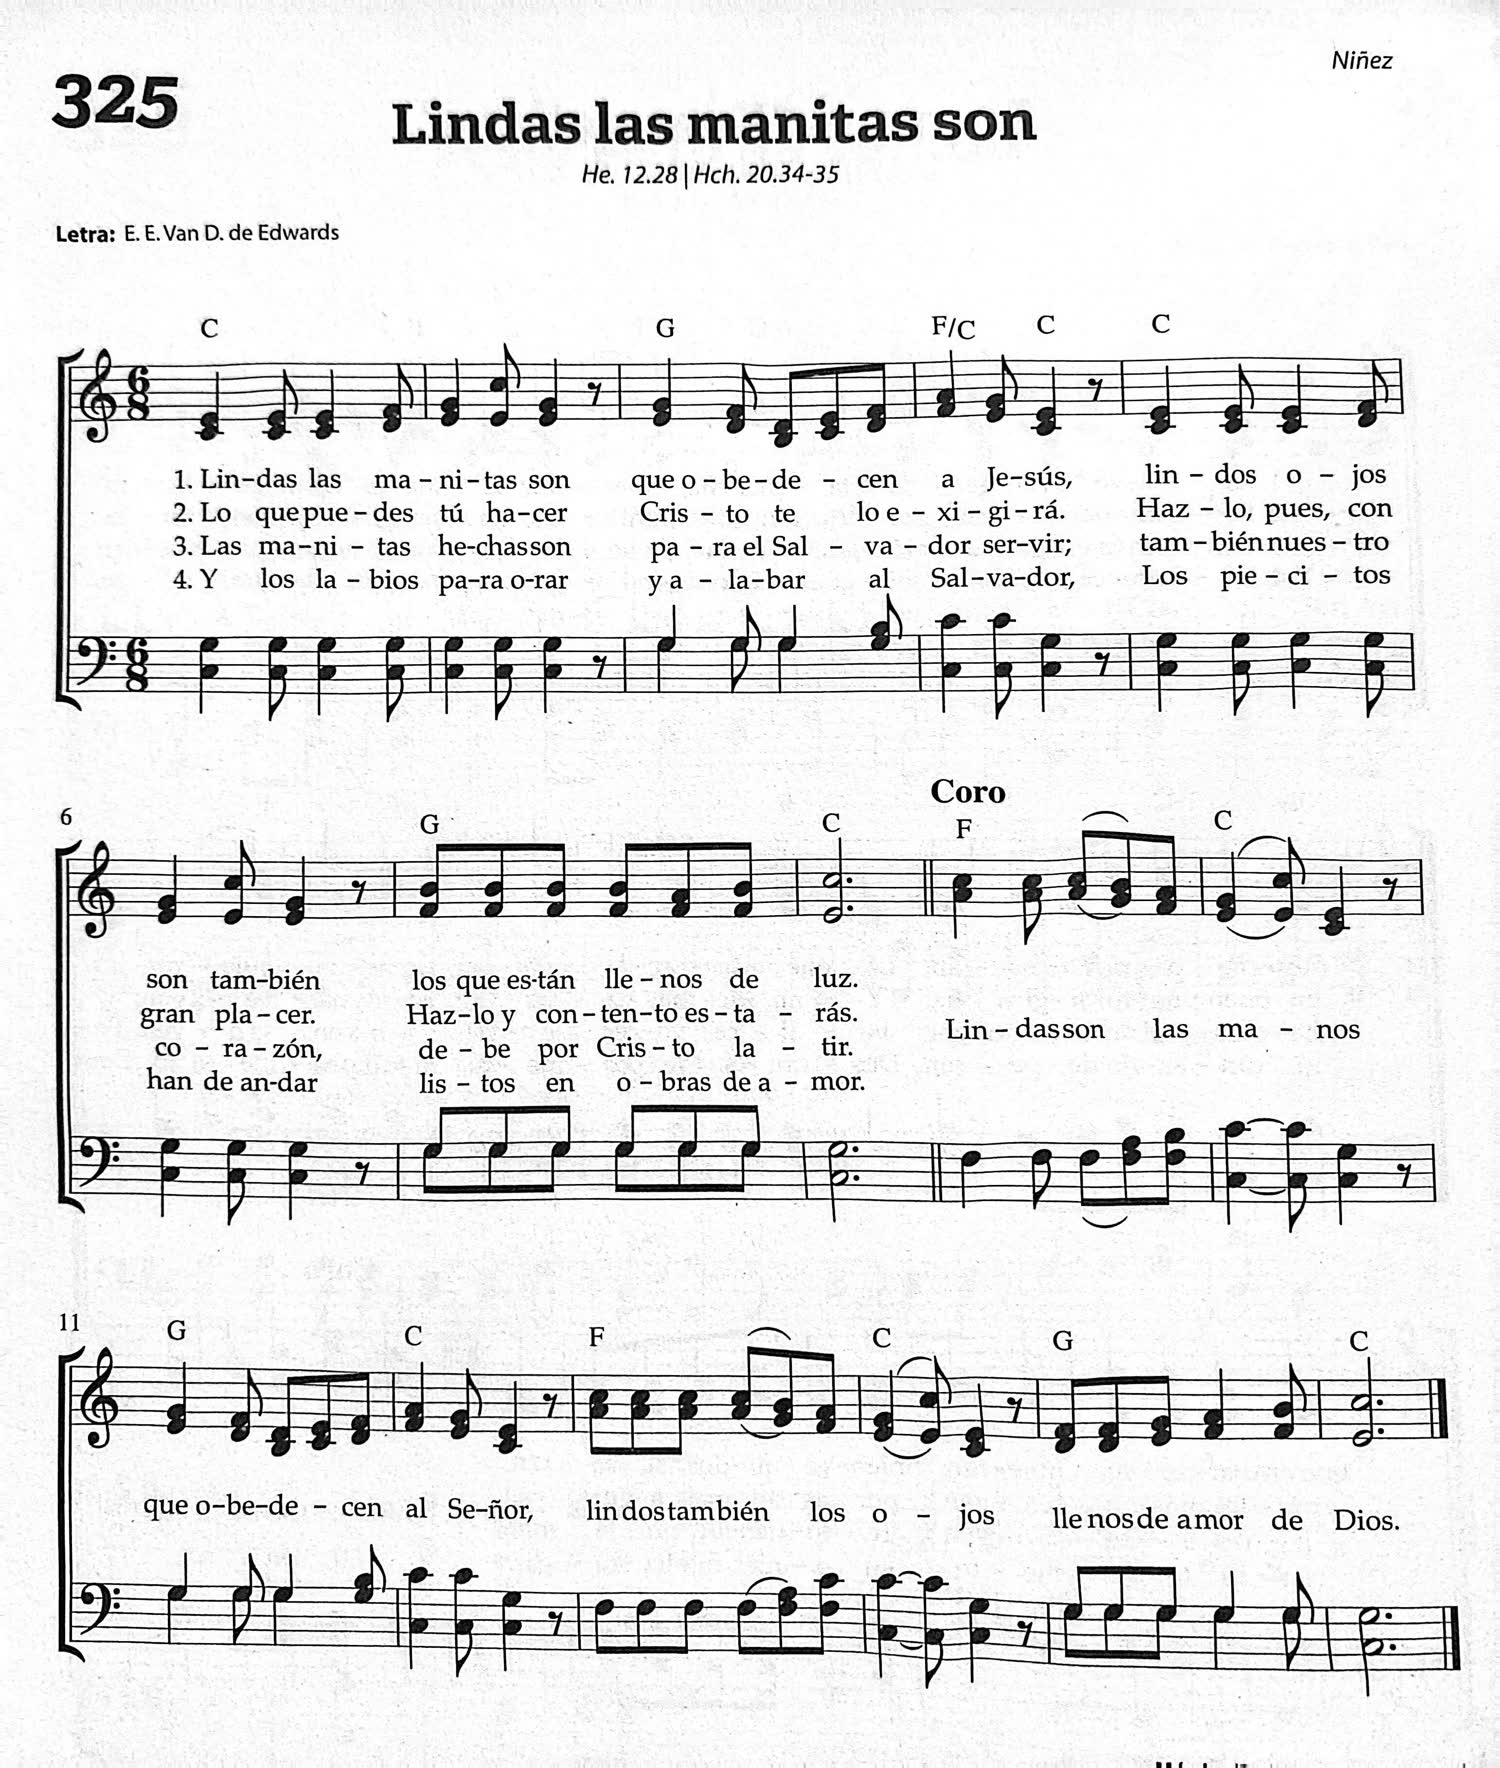 Niñez
325
Lindas las manitas son
He. 12.28 | Hch. 20.34-35
Letra: E. E. Van D. de Edwards
C G F/C C C
1. Lin–das las ma–ni–tas son que o–be–de – cen a Je–sús, lin – dos o – jos
2. Lo que pue–des tú ha–cer Cris – to te lo e – xi–gi–rá. Haz – lo, pues, con
3. Las ma–ni – tas he-chas son pa – ra el Sal – va – dor ser–vir; tam–bién nues–tro
4. Y los la–bios pa–ra o–rar y a – la–bar al Sal–va–dor, Los pie–ci – tos
Coro
6 G C F C
son tam–bién los que es-tán lle – nos de luz.
gran pla–cer. Haz–lo y con–ten–to es–ta – rás.
Lin – das son las ma – nos
co – ra–zón, de – be por Cris–to la – tir.
han de an-dar lis – tos en o–bras de a – mor.
11 G C F C G C
que o–be–de – cen al Se–ñor, lin dos también los o – jos lle nos de a mor de Dios.